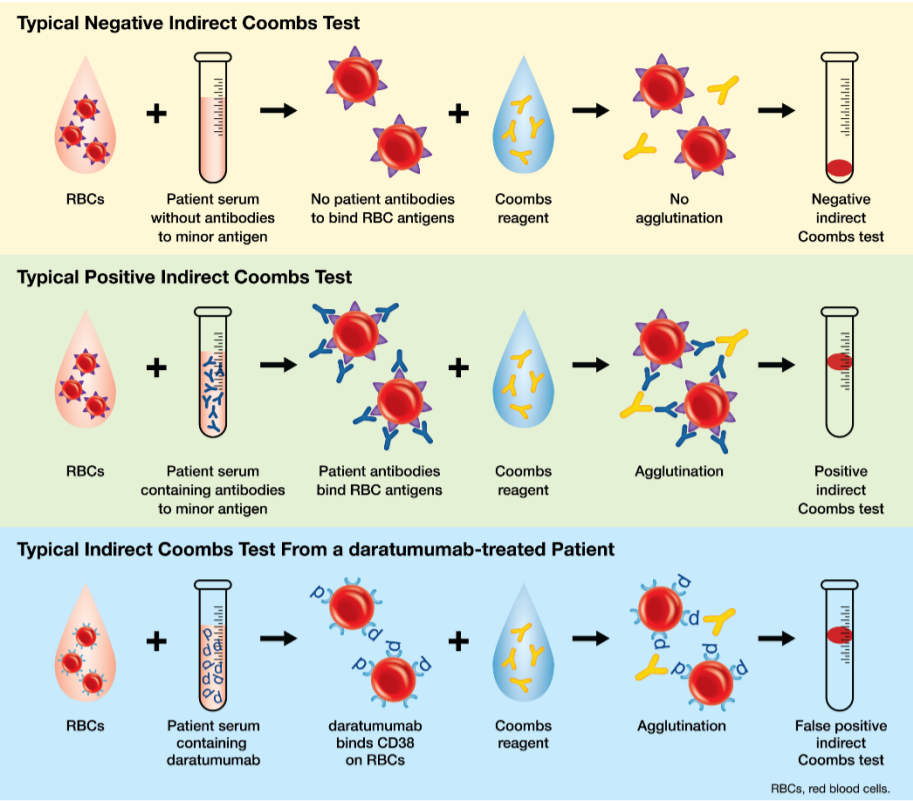 Typical Negative Indirect Coombs Test
RBCs
Patient serum
without antibodies
to minor antigen
No patient antibodies
to bind RBC antigens
Coombs
reagent
No
agglutination
Negative
indirect
Coombs test
Typical Positive Indirect Coombs Test
RBCs
Patient serum
containing antibodies
to minor antigen
Patient antibodies
bind RBC antigens
Coombs
reagent
Agglutination
Positive
indirect
Coombs test
Typical Indirect Coombs Test From a daratumumab-treated Patient
RBCs
Patient serum
containing
daratumumab
daratumumab
binds CD38
on RBCs
Coombs
reagent
Agglutination
False positive
indirect
Coombs test
RBCs, red blood cells.